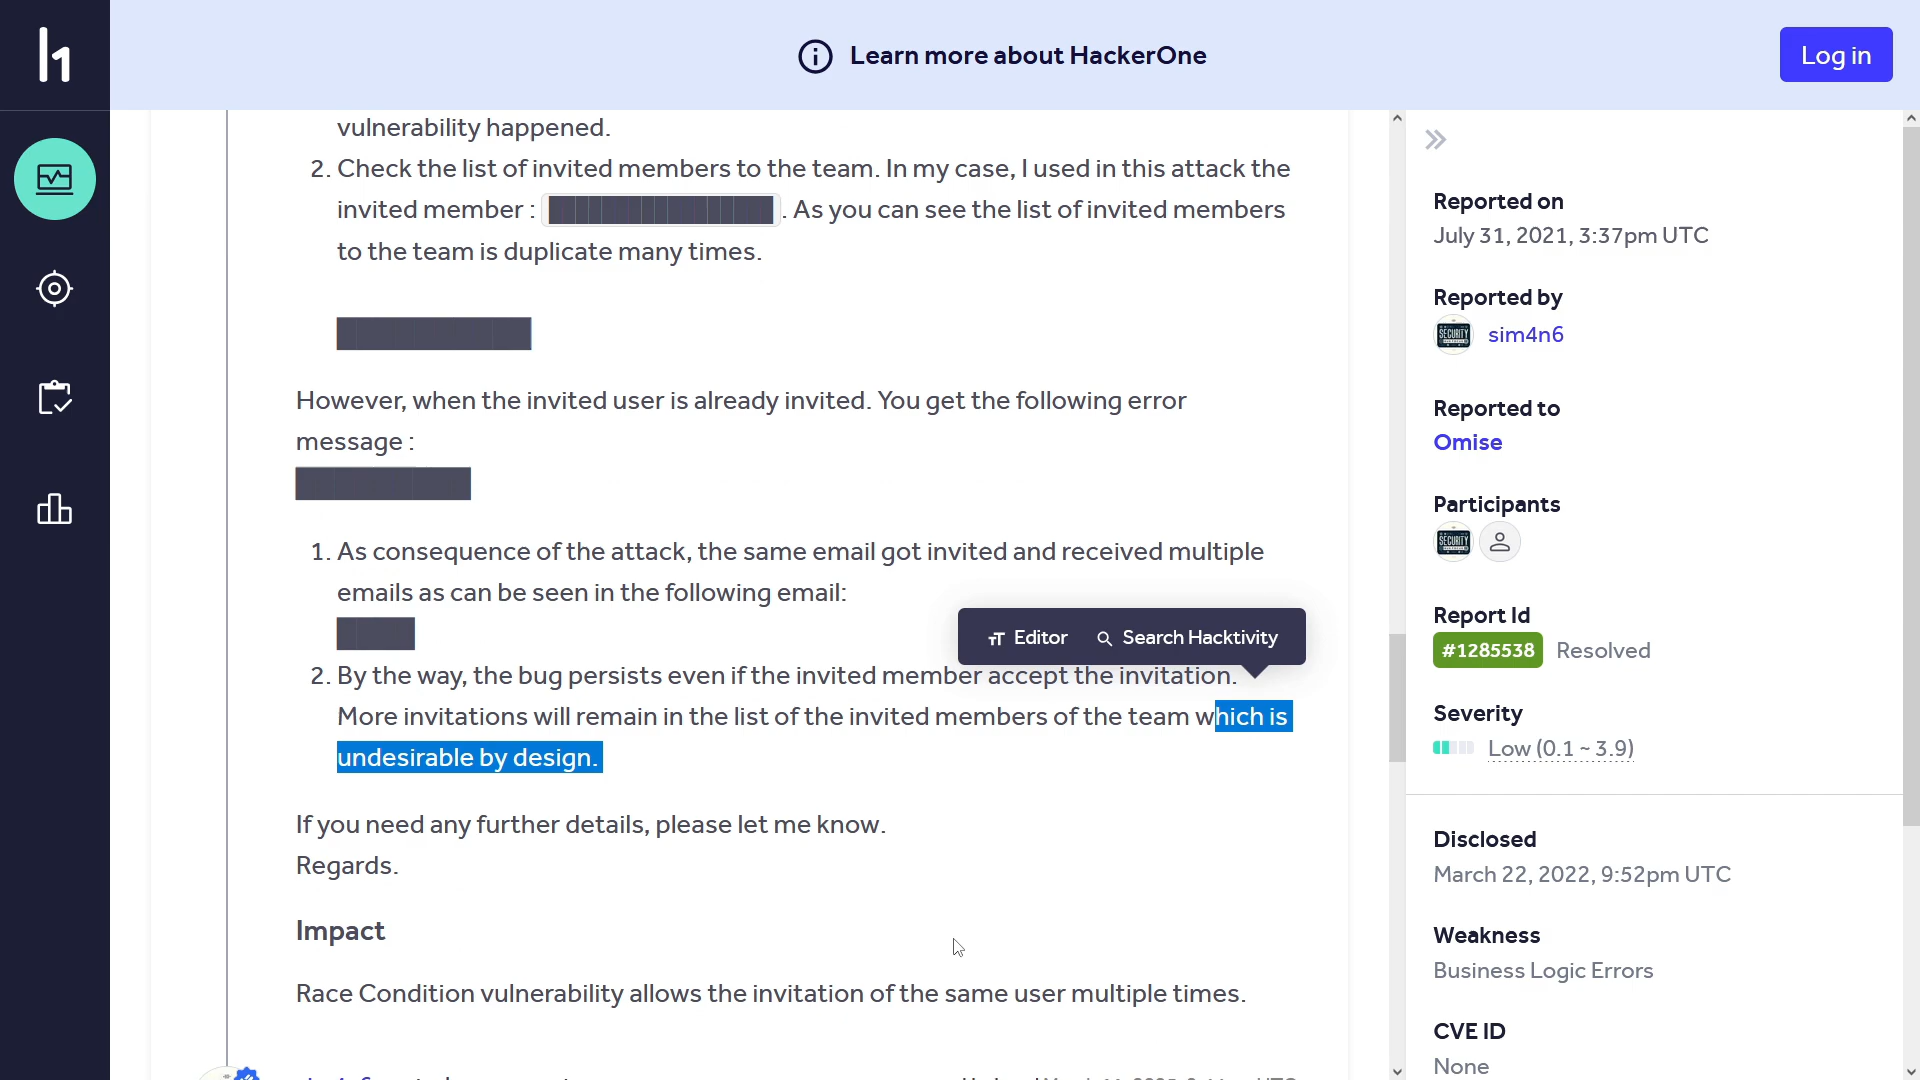 Learn more about HackerOne
Log in
vulnerability happened.
2. Check the list of invited members to the team. In my case, I used in this attack the
invited member : ████████████████. As you can see the list of invited members
to the team is duplicate many times.
However, when the invited user is already invited. You get the following error
message :
1. As consequence of the attack, the same email got invited and received multiple
emails as can be seen in the following email:
Editor Search Hacktivity
2. By the way, the bug persists even if the invited member accept the invitation.
More invitations will remain in the list of the invited members of the team which is
undesirable by design.
If you need any further details, please let me know.
Regards.
Impact
Race Condition vulnerability allows the invitation of the same user multiple times.
Reported on
July 31, 2021, 3:37pm UTC
Reported by
SECURITY
sim4n6
Reported to
Omise
Participants
SECURITY
Report Id
#1285538 Resolved
Severity
Low (0.1 ~ 3.9)
Disclosed
March 22, 2022, 9:52pm UTC
Weakness
Business Logic Errors
CVE ID
None